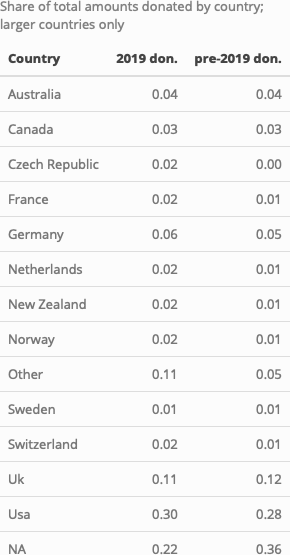 Share of total amounts donated by country;
larger countries only
Country 2019 don. pre-2019 don.
Australia 0.04 0.04
Canada 0.03 0.03
Czech Republic 0.02 0.00
France 0.02 0.01
Germany 0.06 0.05
Netherlands 0.02 0.01
New Zealand 0.02 0.01
Norway 0.02 0.01
Other 0.11 0.05
Sweden 0.01 0.01
Switzerland 0.02 0.01
Uk 0.11 0.12
Usa 0.30 0.28
NA 0.22 0.36